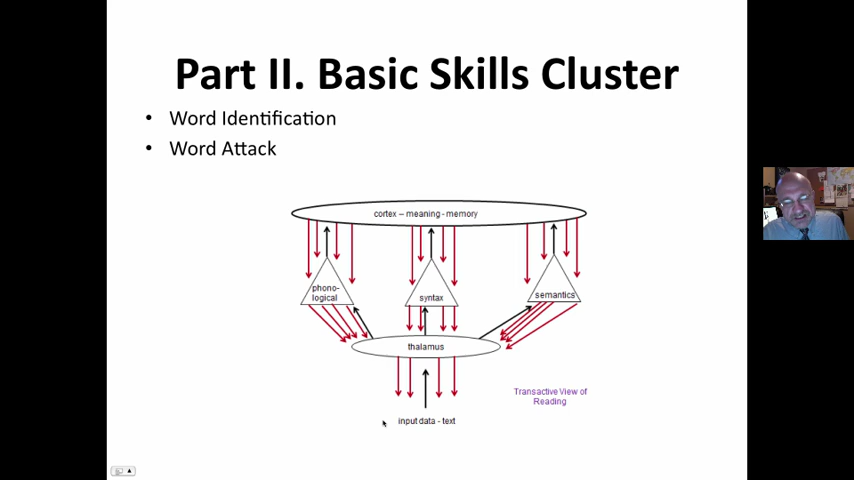 Part II. Basic Skills Cluster
• Word Identification
• Word Attack
cortex – meaning - memory
phono-
logical
syntax
semantics
thalamus
Transactive View of
Reading
input data - text